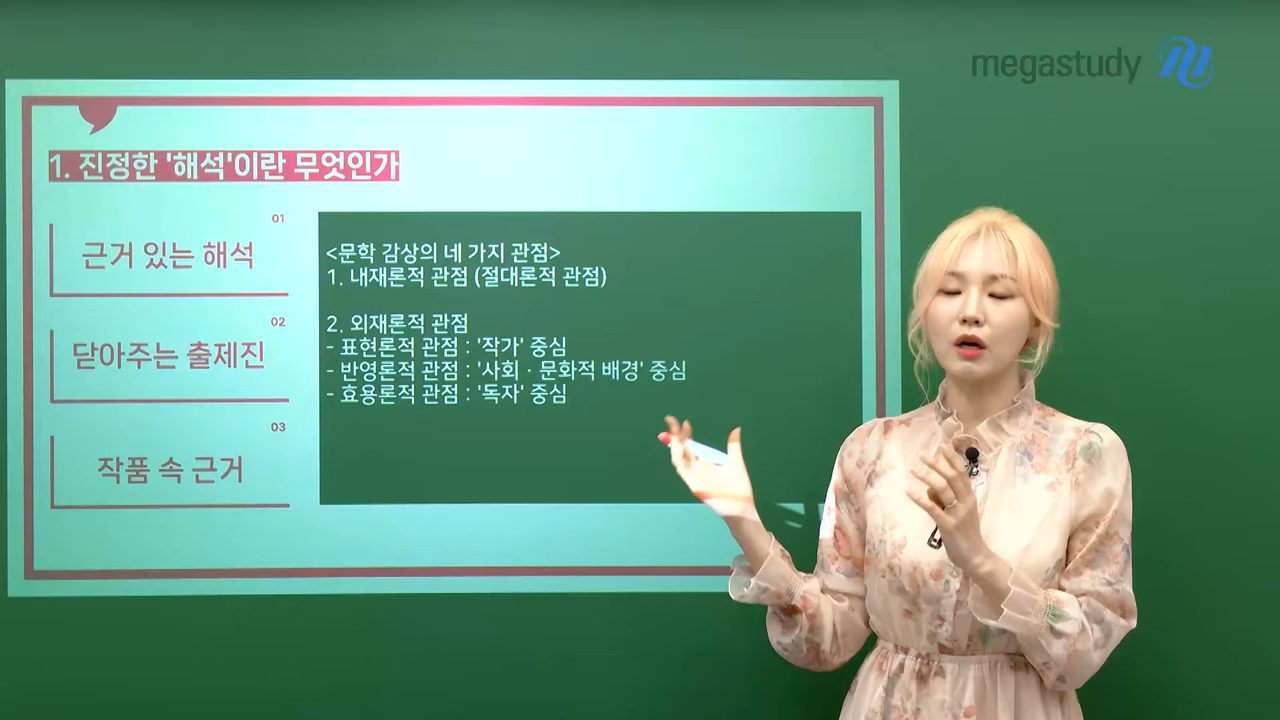 megastudy
1. 진정한 '해석'이란 무엇인가
01
근거 있는 해석
02
닫아주는 출제진
03
작품 속 근거
<문학 감상의 네 가지 관점>
1. 내재론적 관점 (절대론적 관점)
2. 외재론적 관점
- 표현론적 관점 : '작가' 중심
- 반영론적 관점 : '사회 · 문화적 배경' 중심
- 효용론적 관점 : '독자' 중심